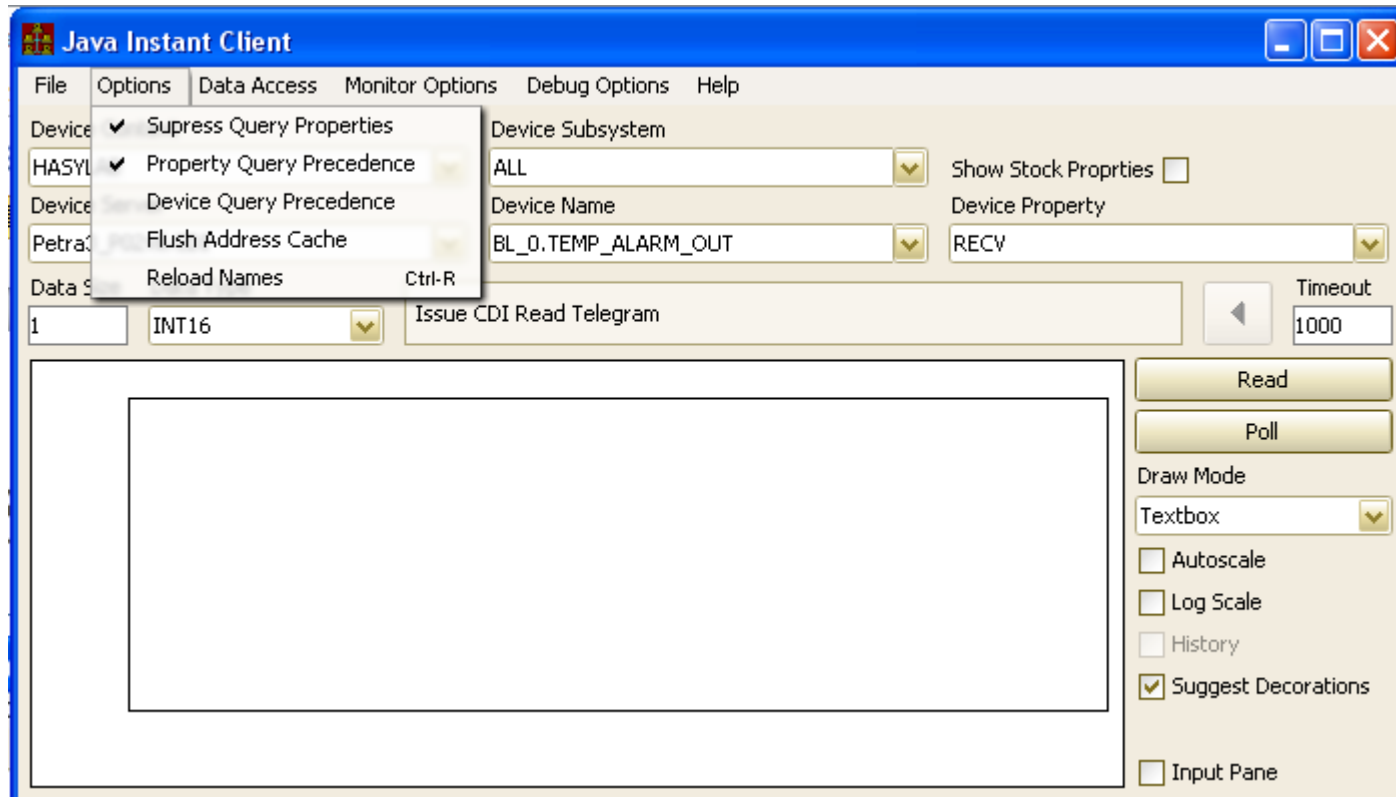 Java Instant Client
File Options Data Access Monitor Options Debug Options Help
Supress Query Properties
Property Query Precedence
Device Query Precedence
Flush Address Cache
Reload Names Ctrl-R
Device
HASYL
Device Subsystem
ALL
Show Stock Proprties
Device
Petra3
Device Name
BL_0.TEMP_ALARM_OUT
Device Property
RECV
Data
1
INT16
Issue CDI Read Telegram
Timeout
1000
Read
Poll
Draw Mode
Textbox
Autoscale
Log Scale
History
Suggest Decorations
Input Pane